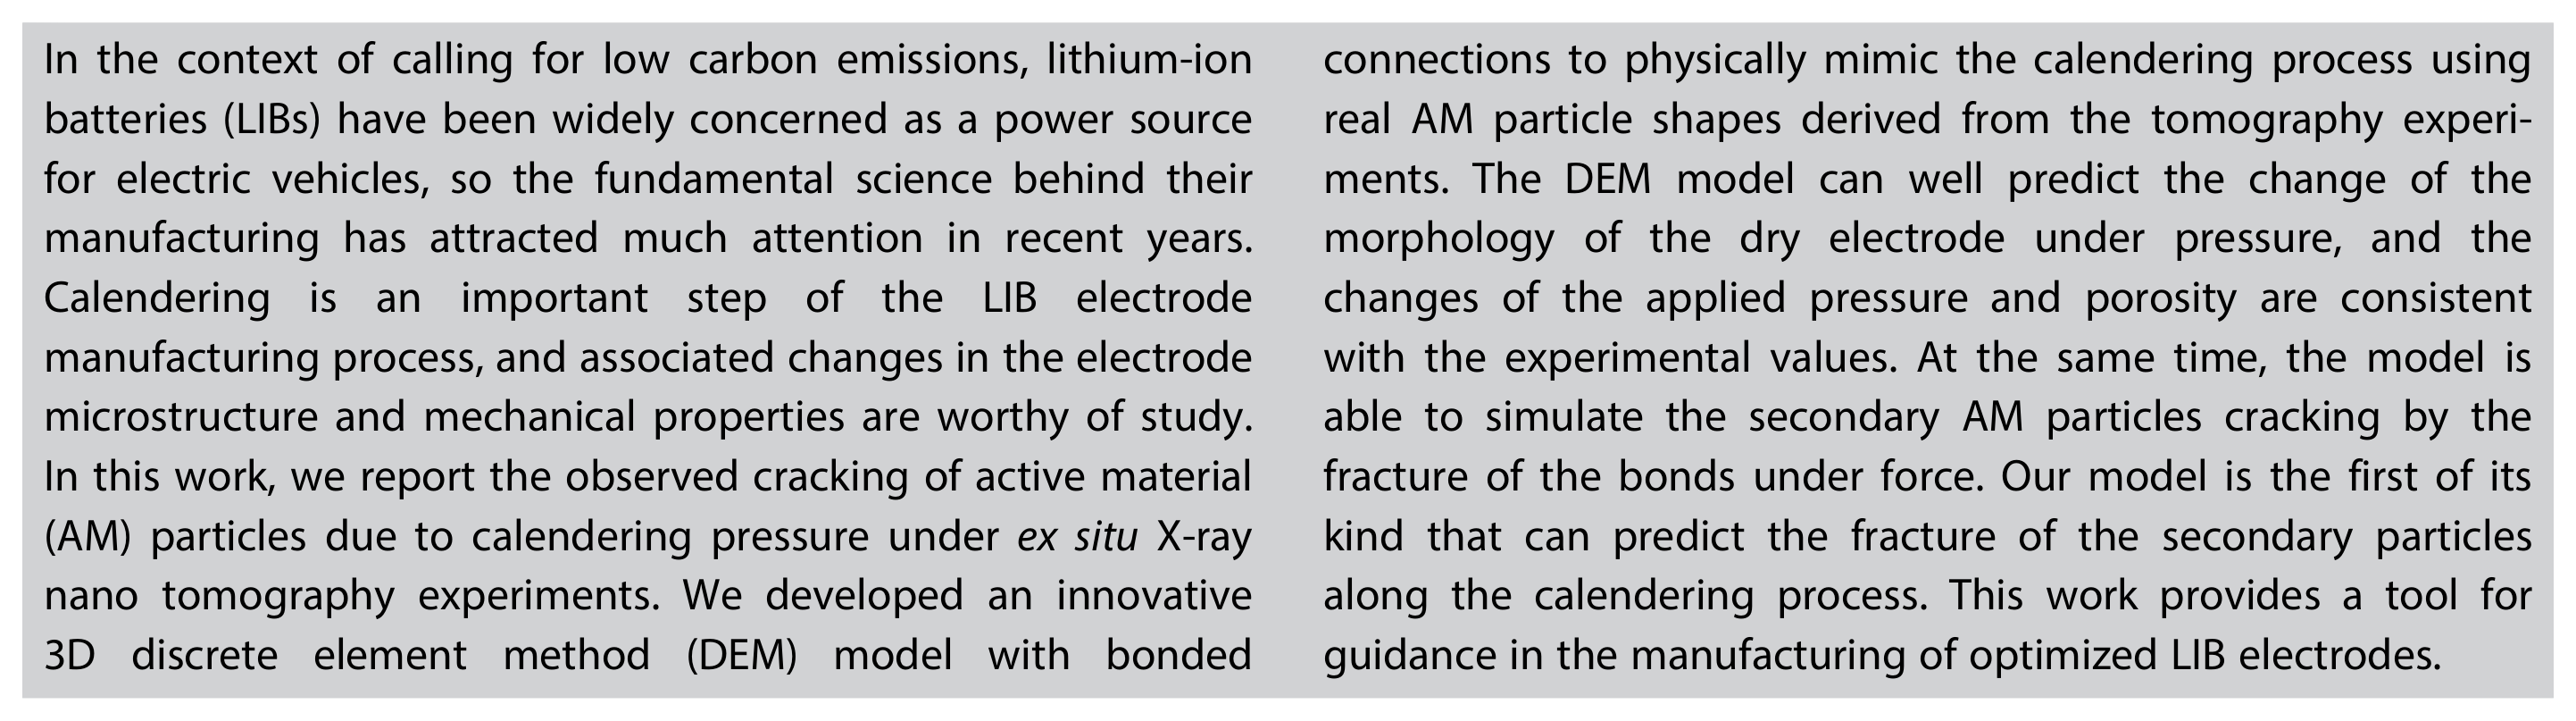 In the context of calling for low carbon emissions, lithium-ion
batteries (LIBs) have been widely concerned as a power source
for electric vehicles, so the fundamental science behind their
manufacturing has attracted much attention in recent years.
Calendering is an important step of the LIB electrode
manufacturing process, and associated changes in the electrode
microstructure and mechanical properties are worthy of study.
In this work, we report the observed cracking of active material
(AM) particles due to calendering pressure under ex situ X-ray
nano tomography experiments. We developed an innovative
3D discrete element method (DEM) model with bonded
connections to physically mimic the calendering process using
real AM particle shapes derived from the tomography experi-
ments. The DEM model can well predict the change of the
morphology of the dry electrode under pressure, and the
changes of the applied pressure and porosity are consistent
with the experimental values. At the same time, the model is
able to simulate the secondary AM particles cracking by the
fracture of the bonds under force. Our model is the first of its
kind that can predict the fracture of the secondary particles
along the calendering process. This work provides a tool for
guidance in the manufacturing of optimized LIB electrodes.